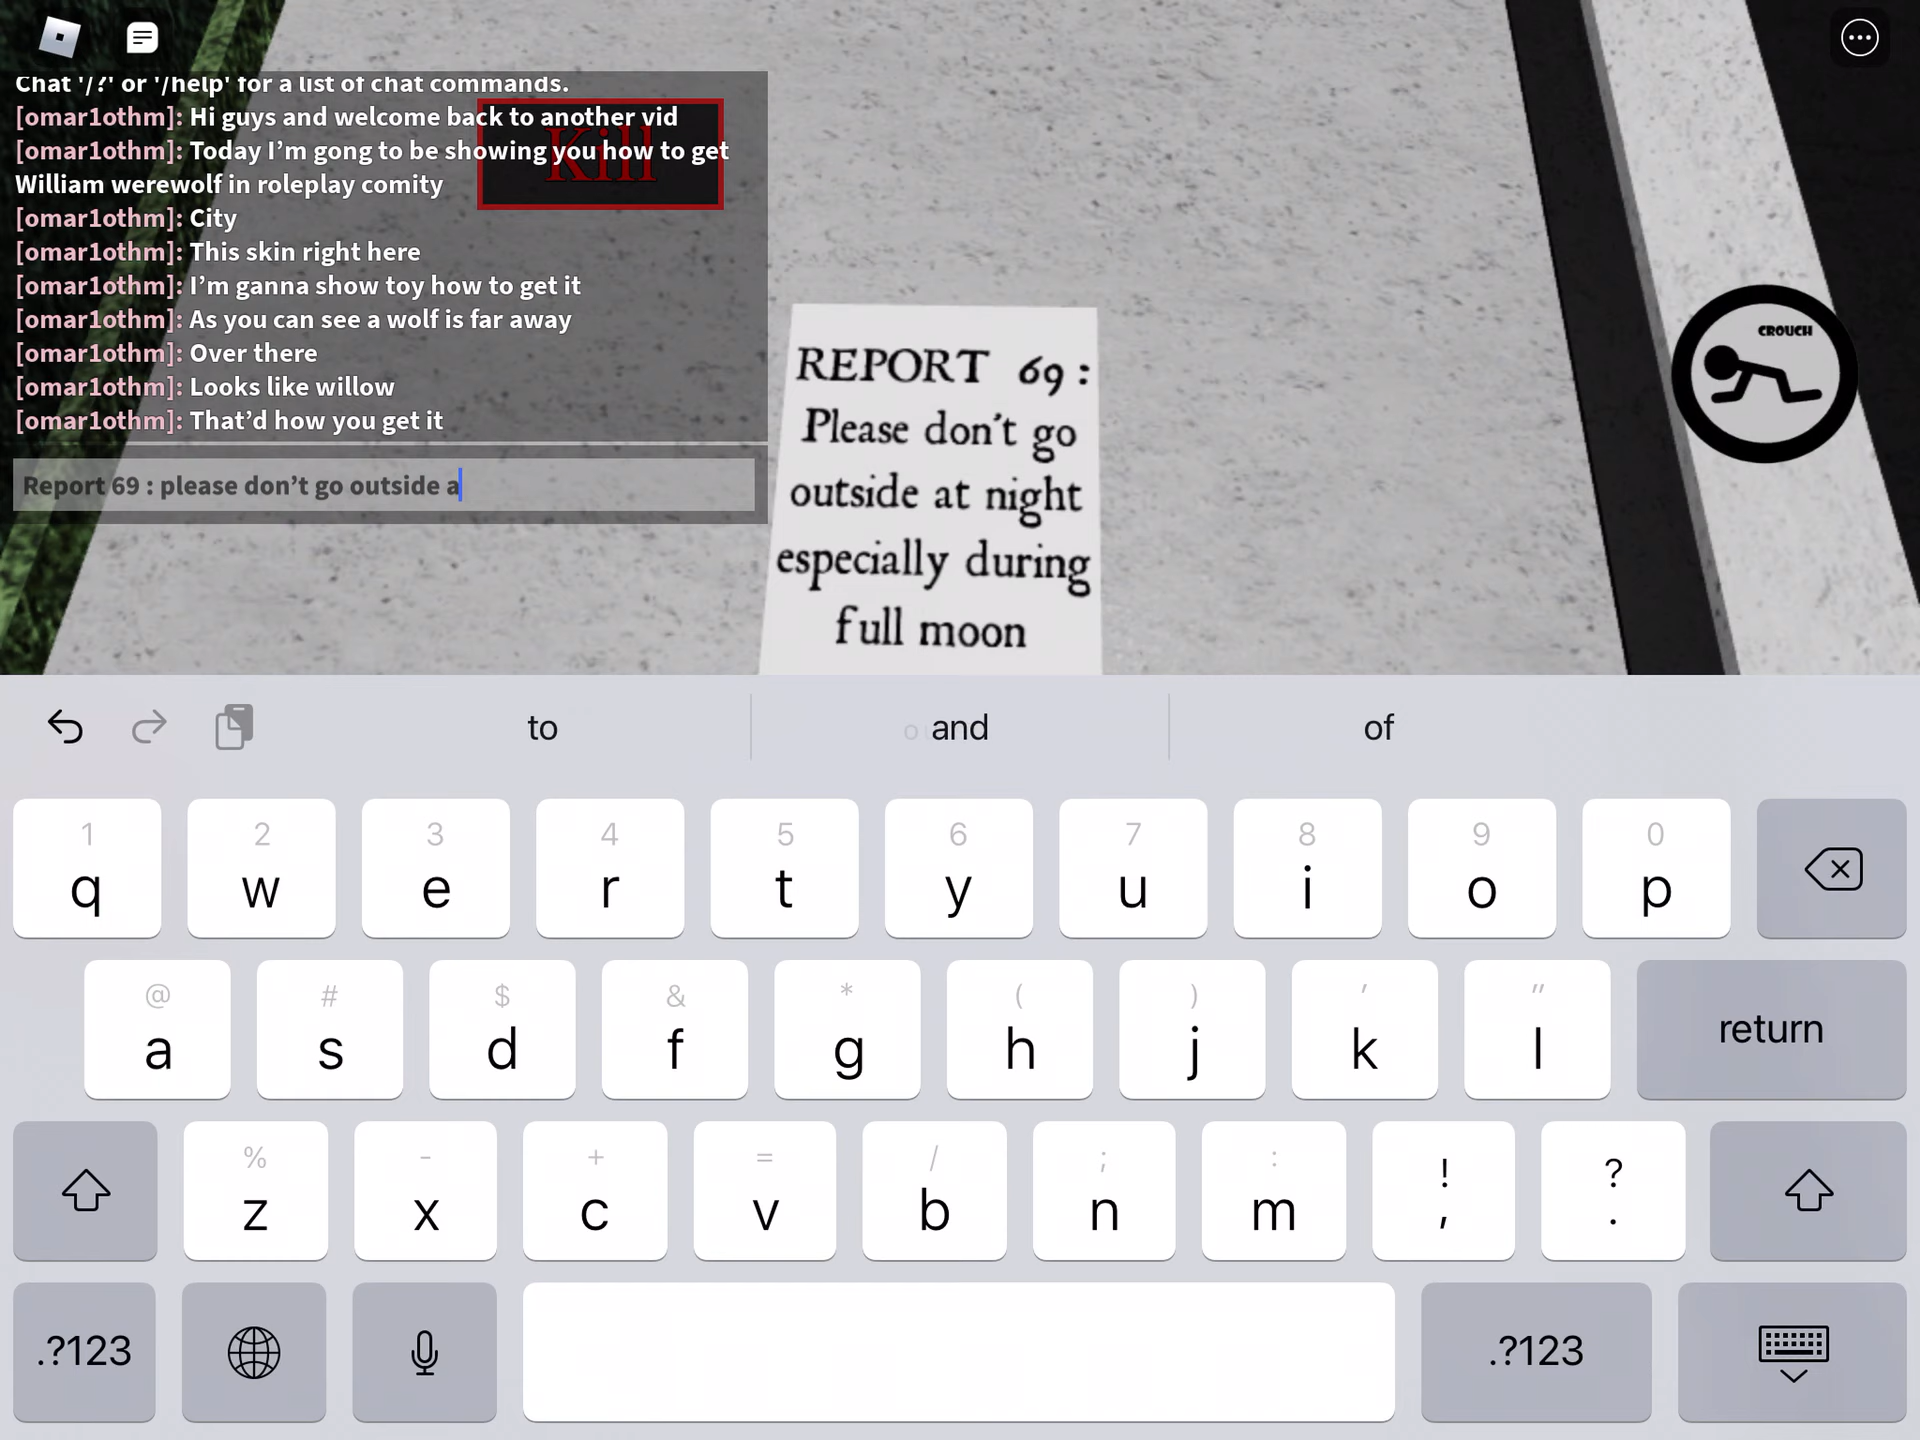 Chat '/?' or '/help' for a list of chat commands.
[omar1othm]: Hi guys and welcome back to another vid
[omar1othm]: Today I'm gong to be showing you how to get
William werewolf in roleplay comity
[omar1othm]: City
[omar1othm]: This skin right here
[omar1othm]: I'm ganna show toy how to get it
[omar1othm]: As you can see a wolf is far away
[omar1othm]: Over there
[omar1othm]: Looks like willow
[omar1othm]: That'd how you get it
Kill
Report 69 : please don't go outside a
REPORT 69 :
Please don't go
outside at night
especially during
full moon
CROUCH
to and of
1 2 3 4 5 6 7 8 9 0
q w e r t y u i o p
@ # $ & * ( ) ' "
a s d f g h j k l return
% - + = / ; : ! ?
z x c v b n m , .
.?123 .?123